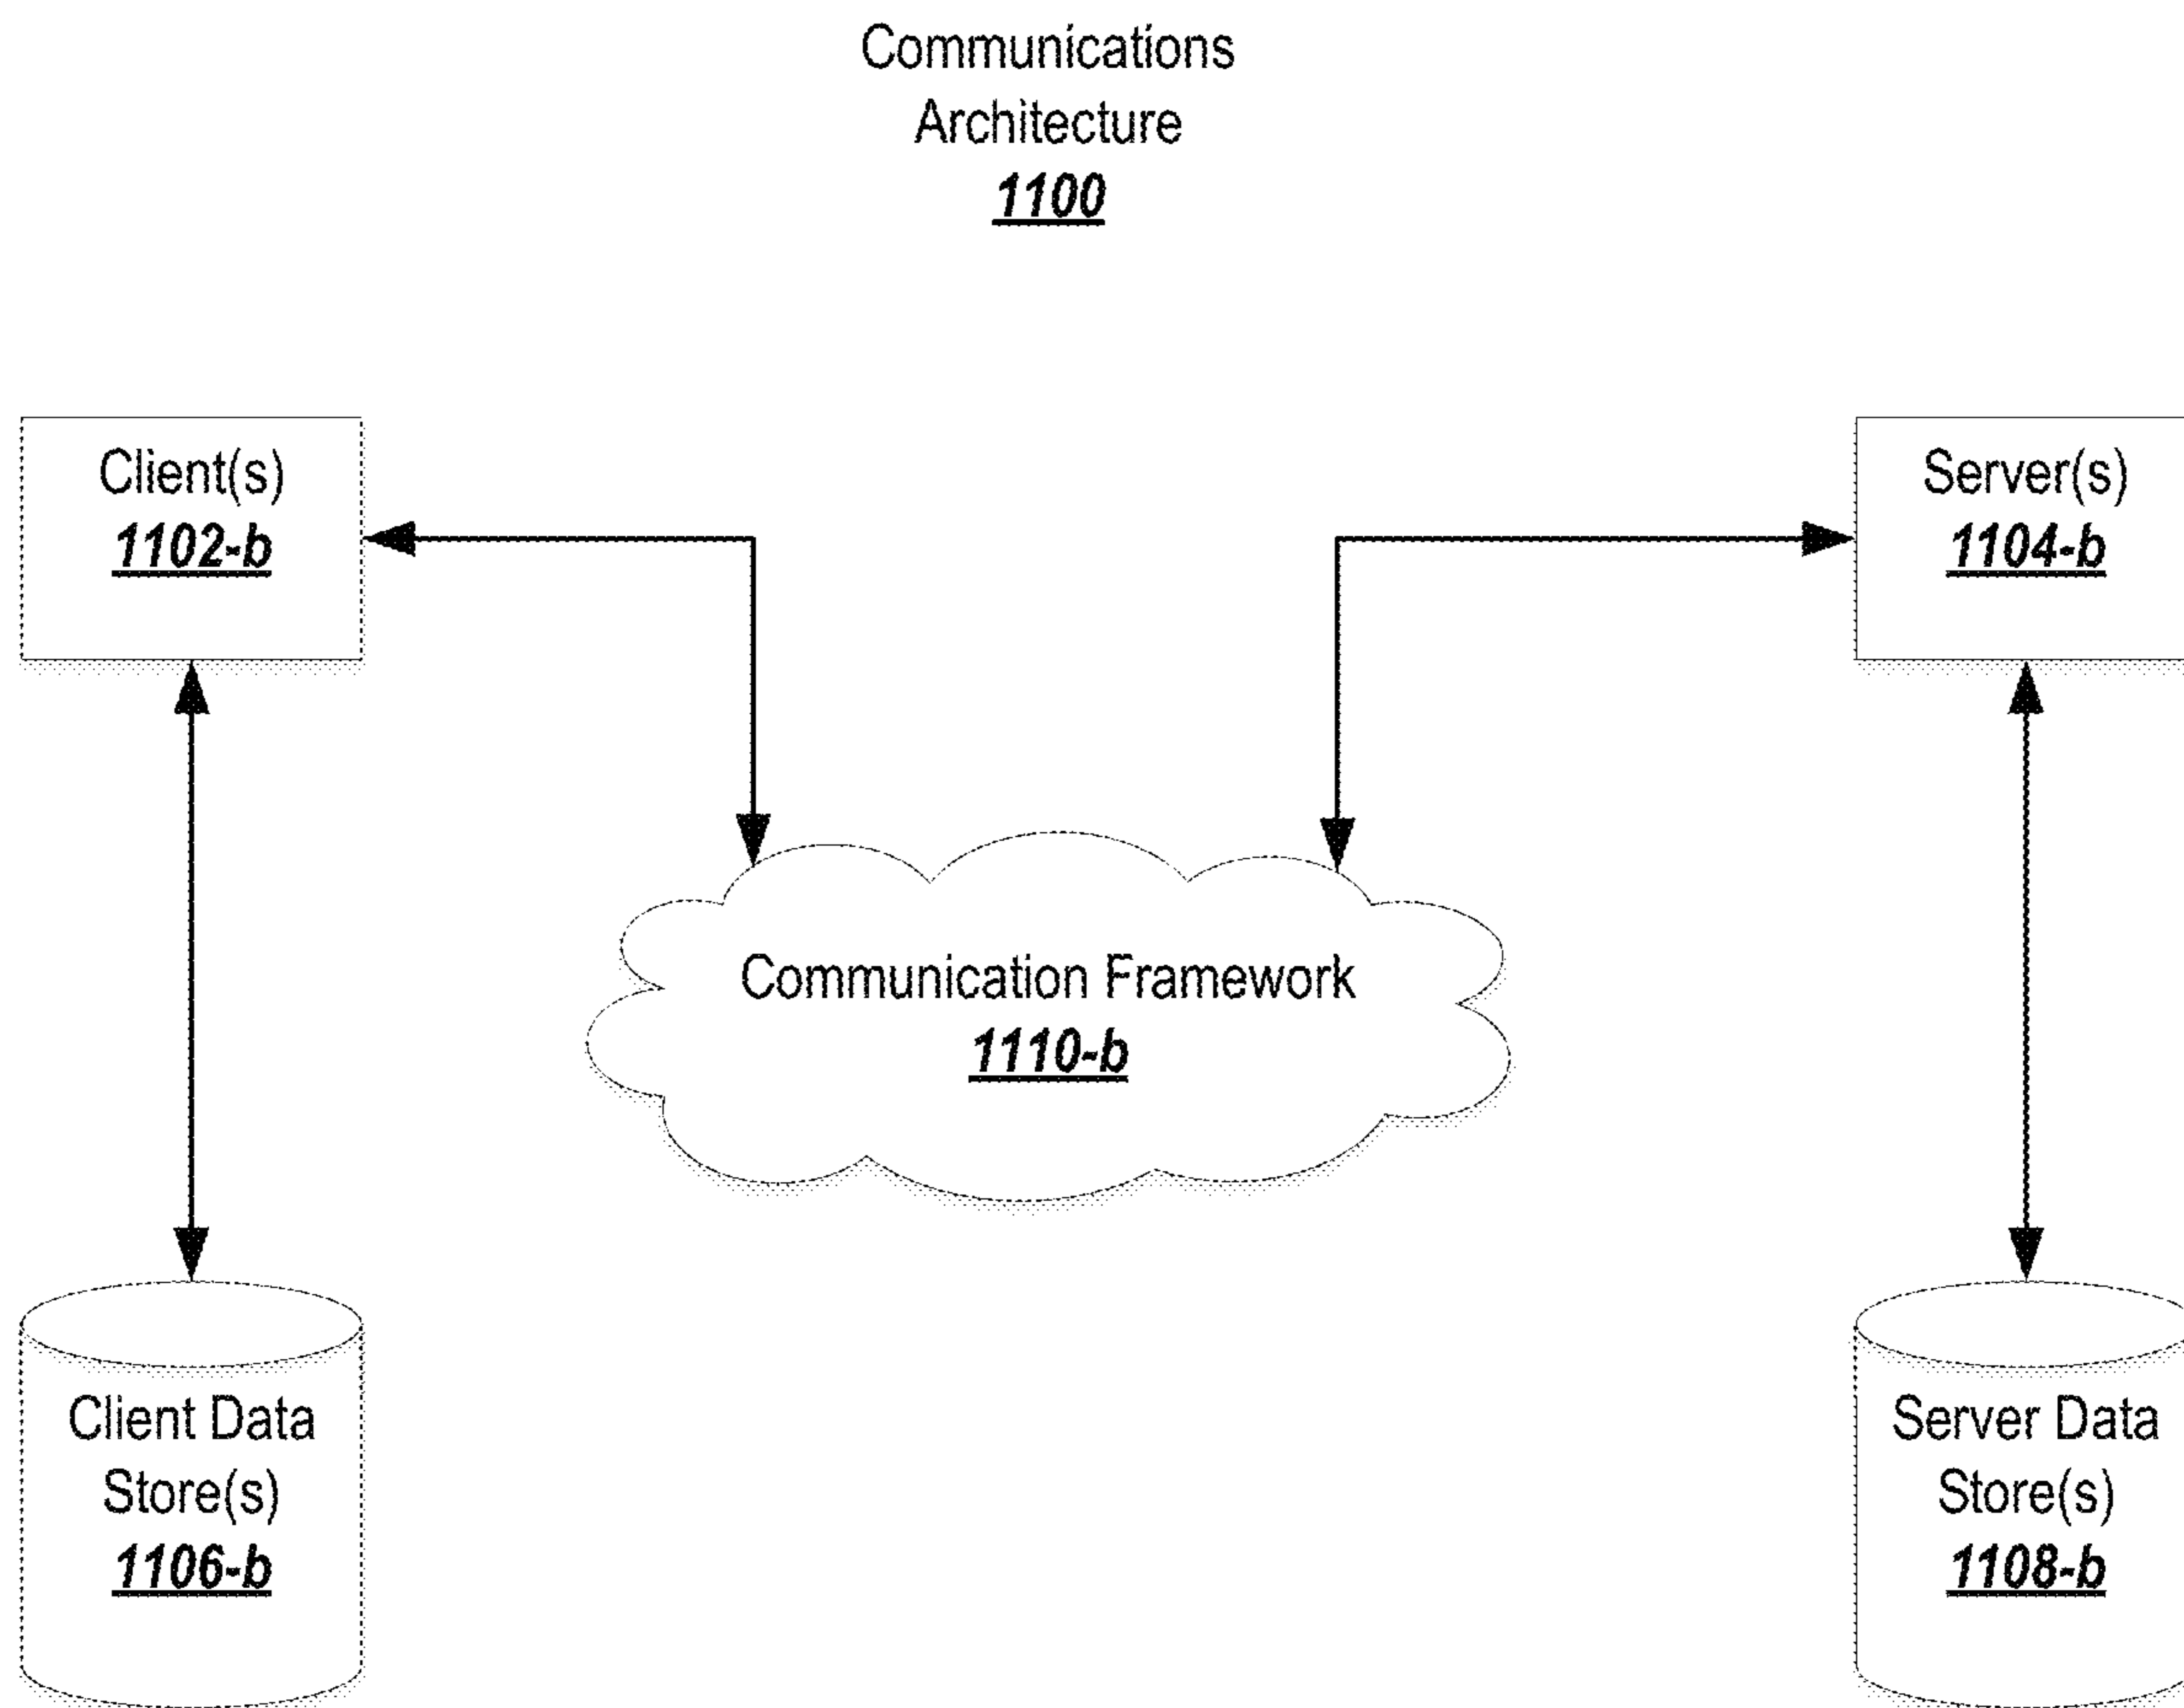 Communications
Architecture
1100
Client(s)
1102-b
Server(s)
1104-b
Communication Framework
1110-b
Client Data
Store(s)
1106-b
Server Data
Store(s)
1108-b